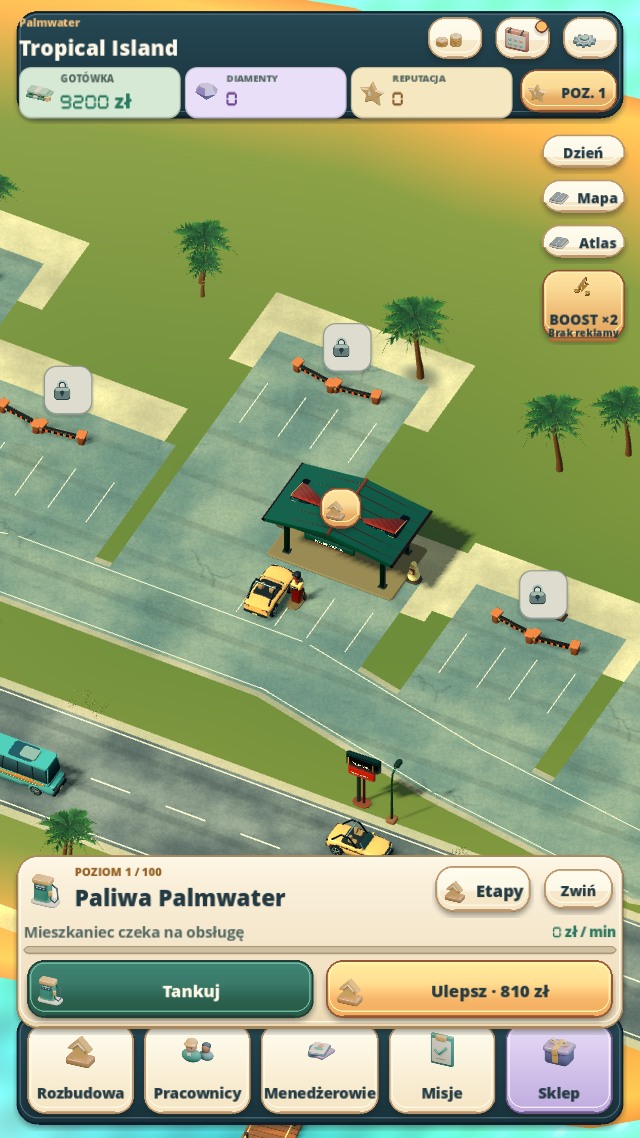 Palmwater
Tropical Island
GOTÓWKA
9200 zł
DIAMENTY
0
REPUTACJA
0
POZ. 1
Dzień
Mapa
Atlas
BOOST ×2
Brak reklamy
POZIOM 1 / 100
Paliwa Palmwater
Etapy
Zwiń
Mieszkaniec czeka na obsługę
0 zł / min
Tankuj
Ulepsz · 810 zł
Rozbudowa
Pracownicy
Menedżerowie
Misje
Sklep